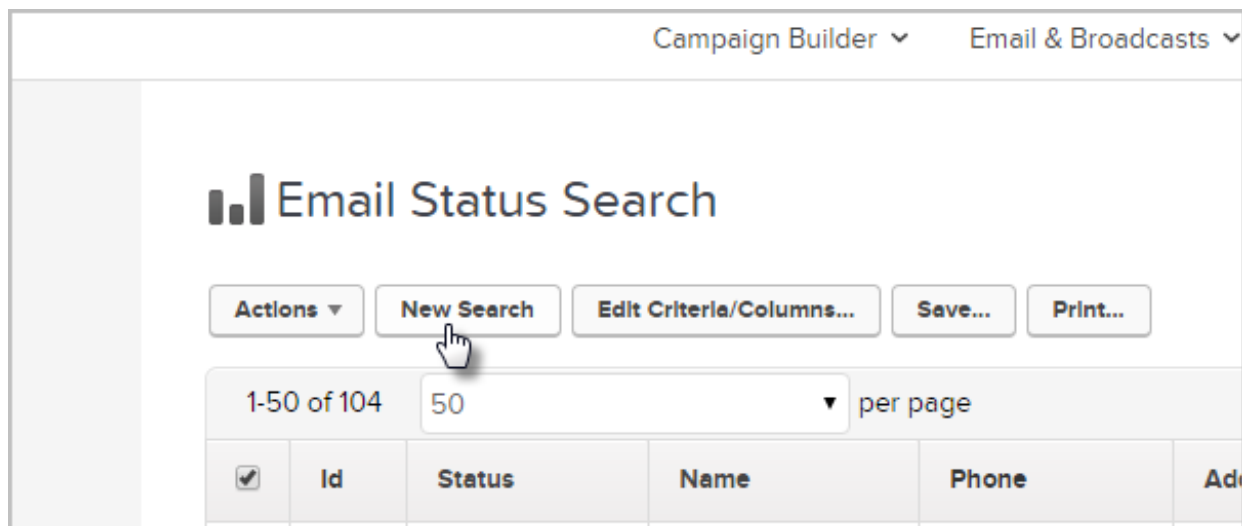 Campaign Builder Email & Broadcasts
Email Status Search
Actions New Search Edit Criteria/Columns... Save... Print...
1-50 of 104 50 per page
Id Status Name Phone